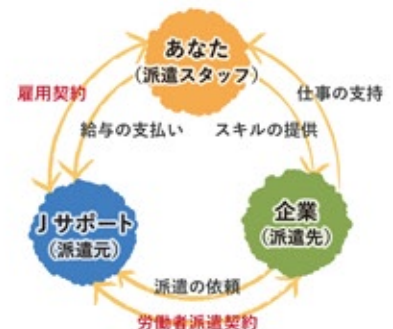 あなた
(派遣スタッフ)
雇用契約
仕事の支持
給与の支払い
スキルの提供
Jサポート
(派遣元)
企業
(派遣先)
派遣の依頼
労働者派遣契約